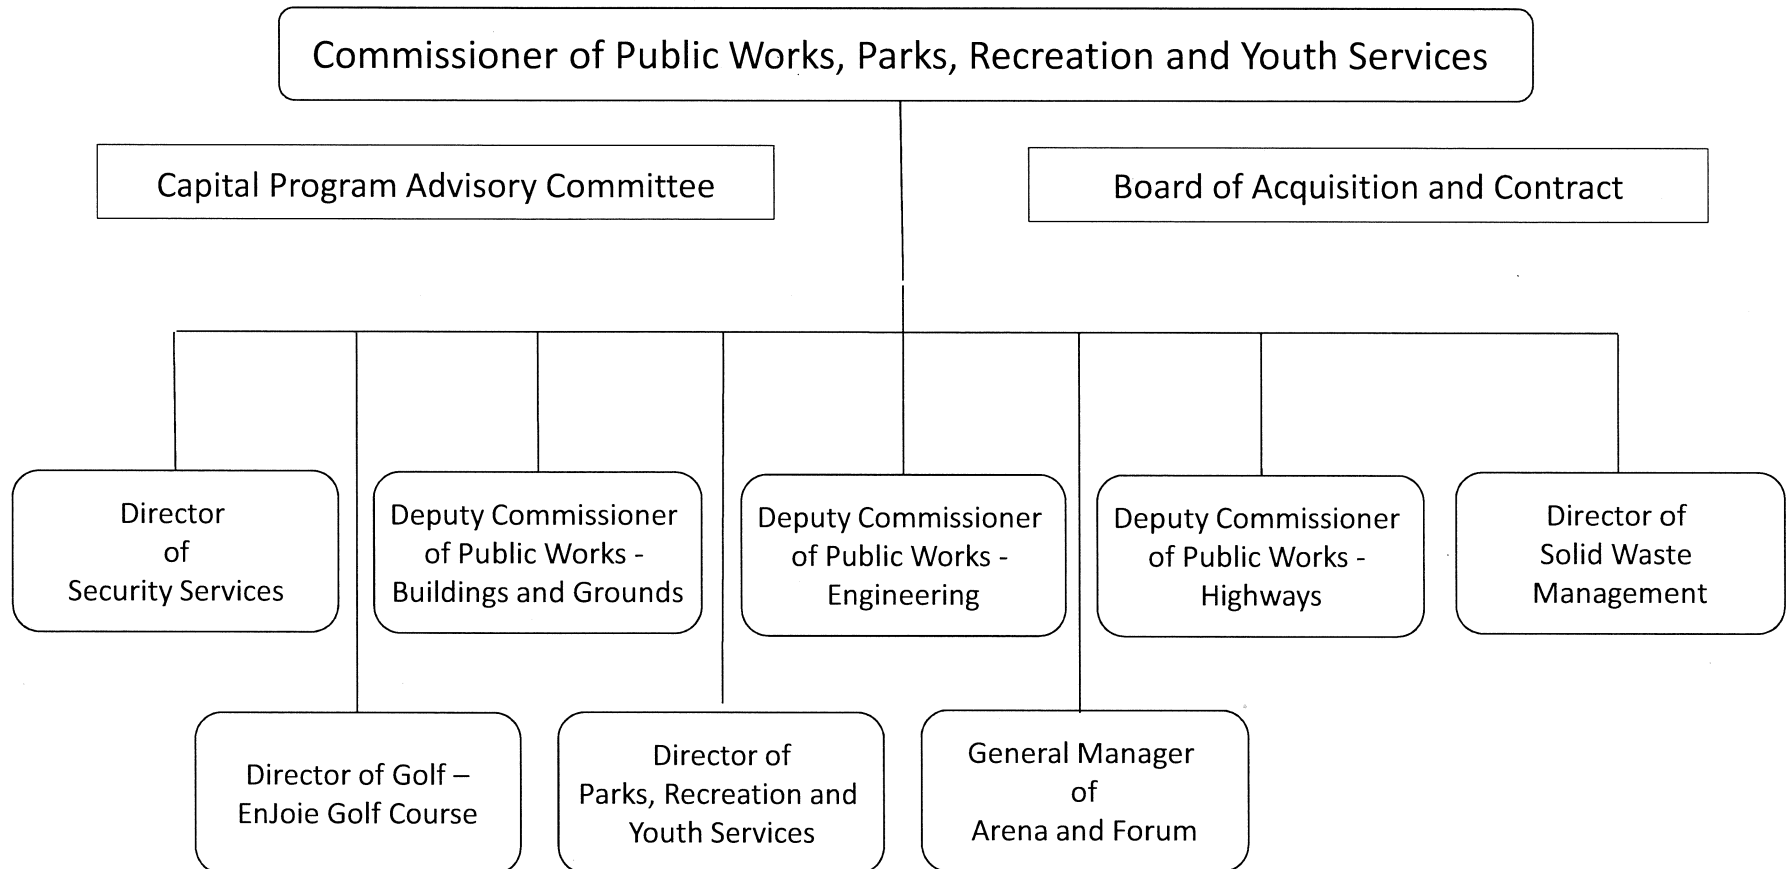 Commissioner of Public Works, Parks, Recreation and Youth Services
Capital Program Advisory Committee
Board of Acquisition and Contract
Director
of
Security Services
Deputy Commissioner
of Public Works -
Buildings and Grounds
Deputy Commissioner
of Public Works -
Engineering
Deputy Commissioner
of Public Works -
Highways
Director of
Solid Waste
Management
Director of Golf –
EnJoie Golf Course
Director of
Parks, Recreation and
Youth Services
General Manager
of
Arena and Forum